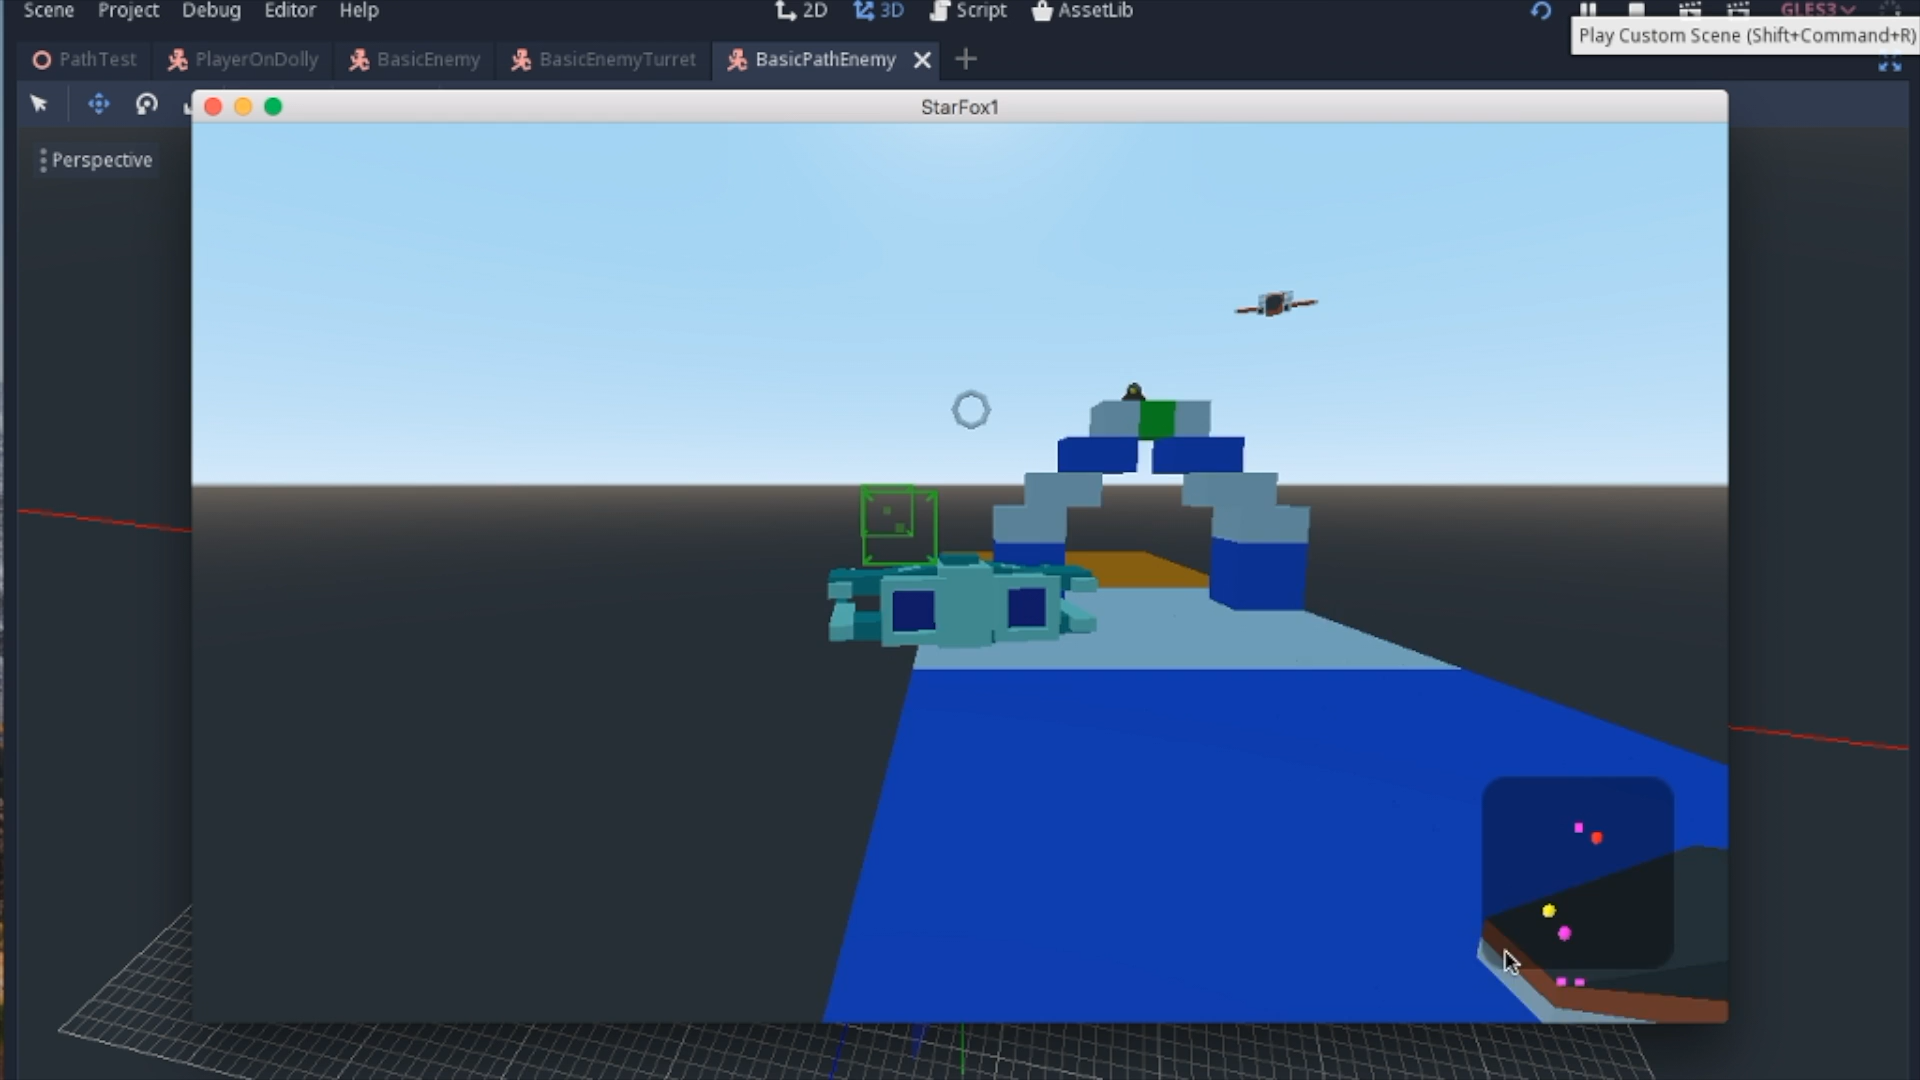 Scene Project Debug Editor Help 2D 3D Script AssetLib GLES3
Play Custom Scene (Shift+Command+R)
PathTest PlayerOnDolly BasicEnemy BasicEnemyTurret BasicPathEnemy
StarFox1
Perspective